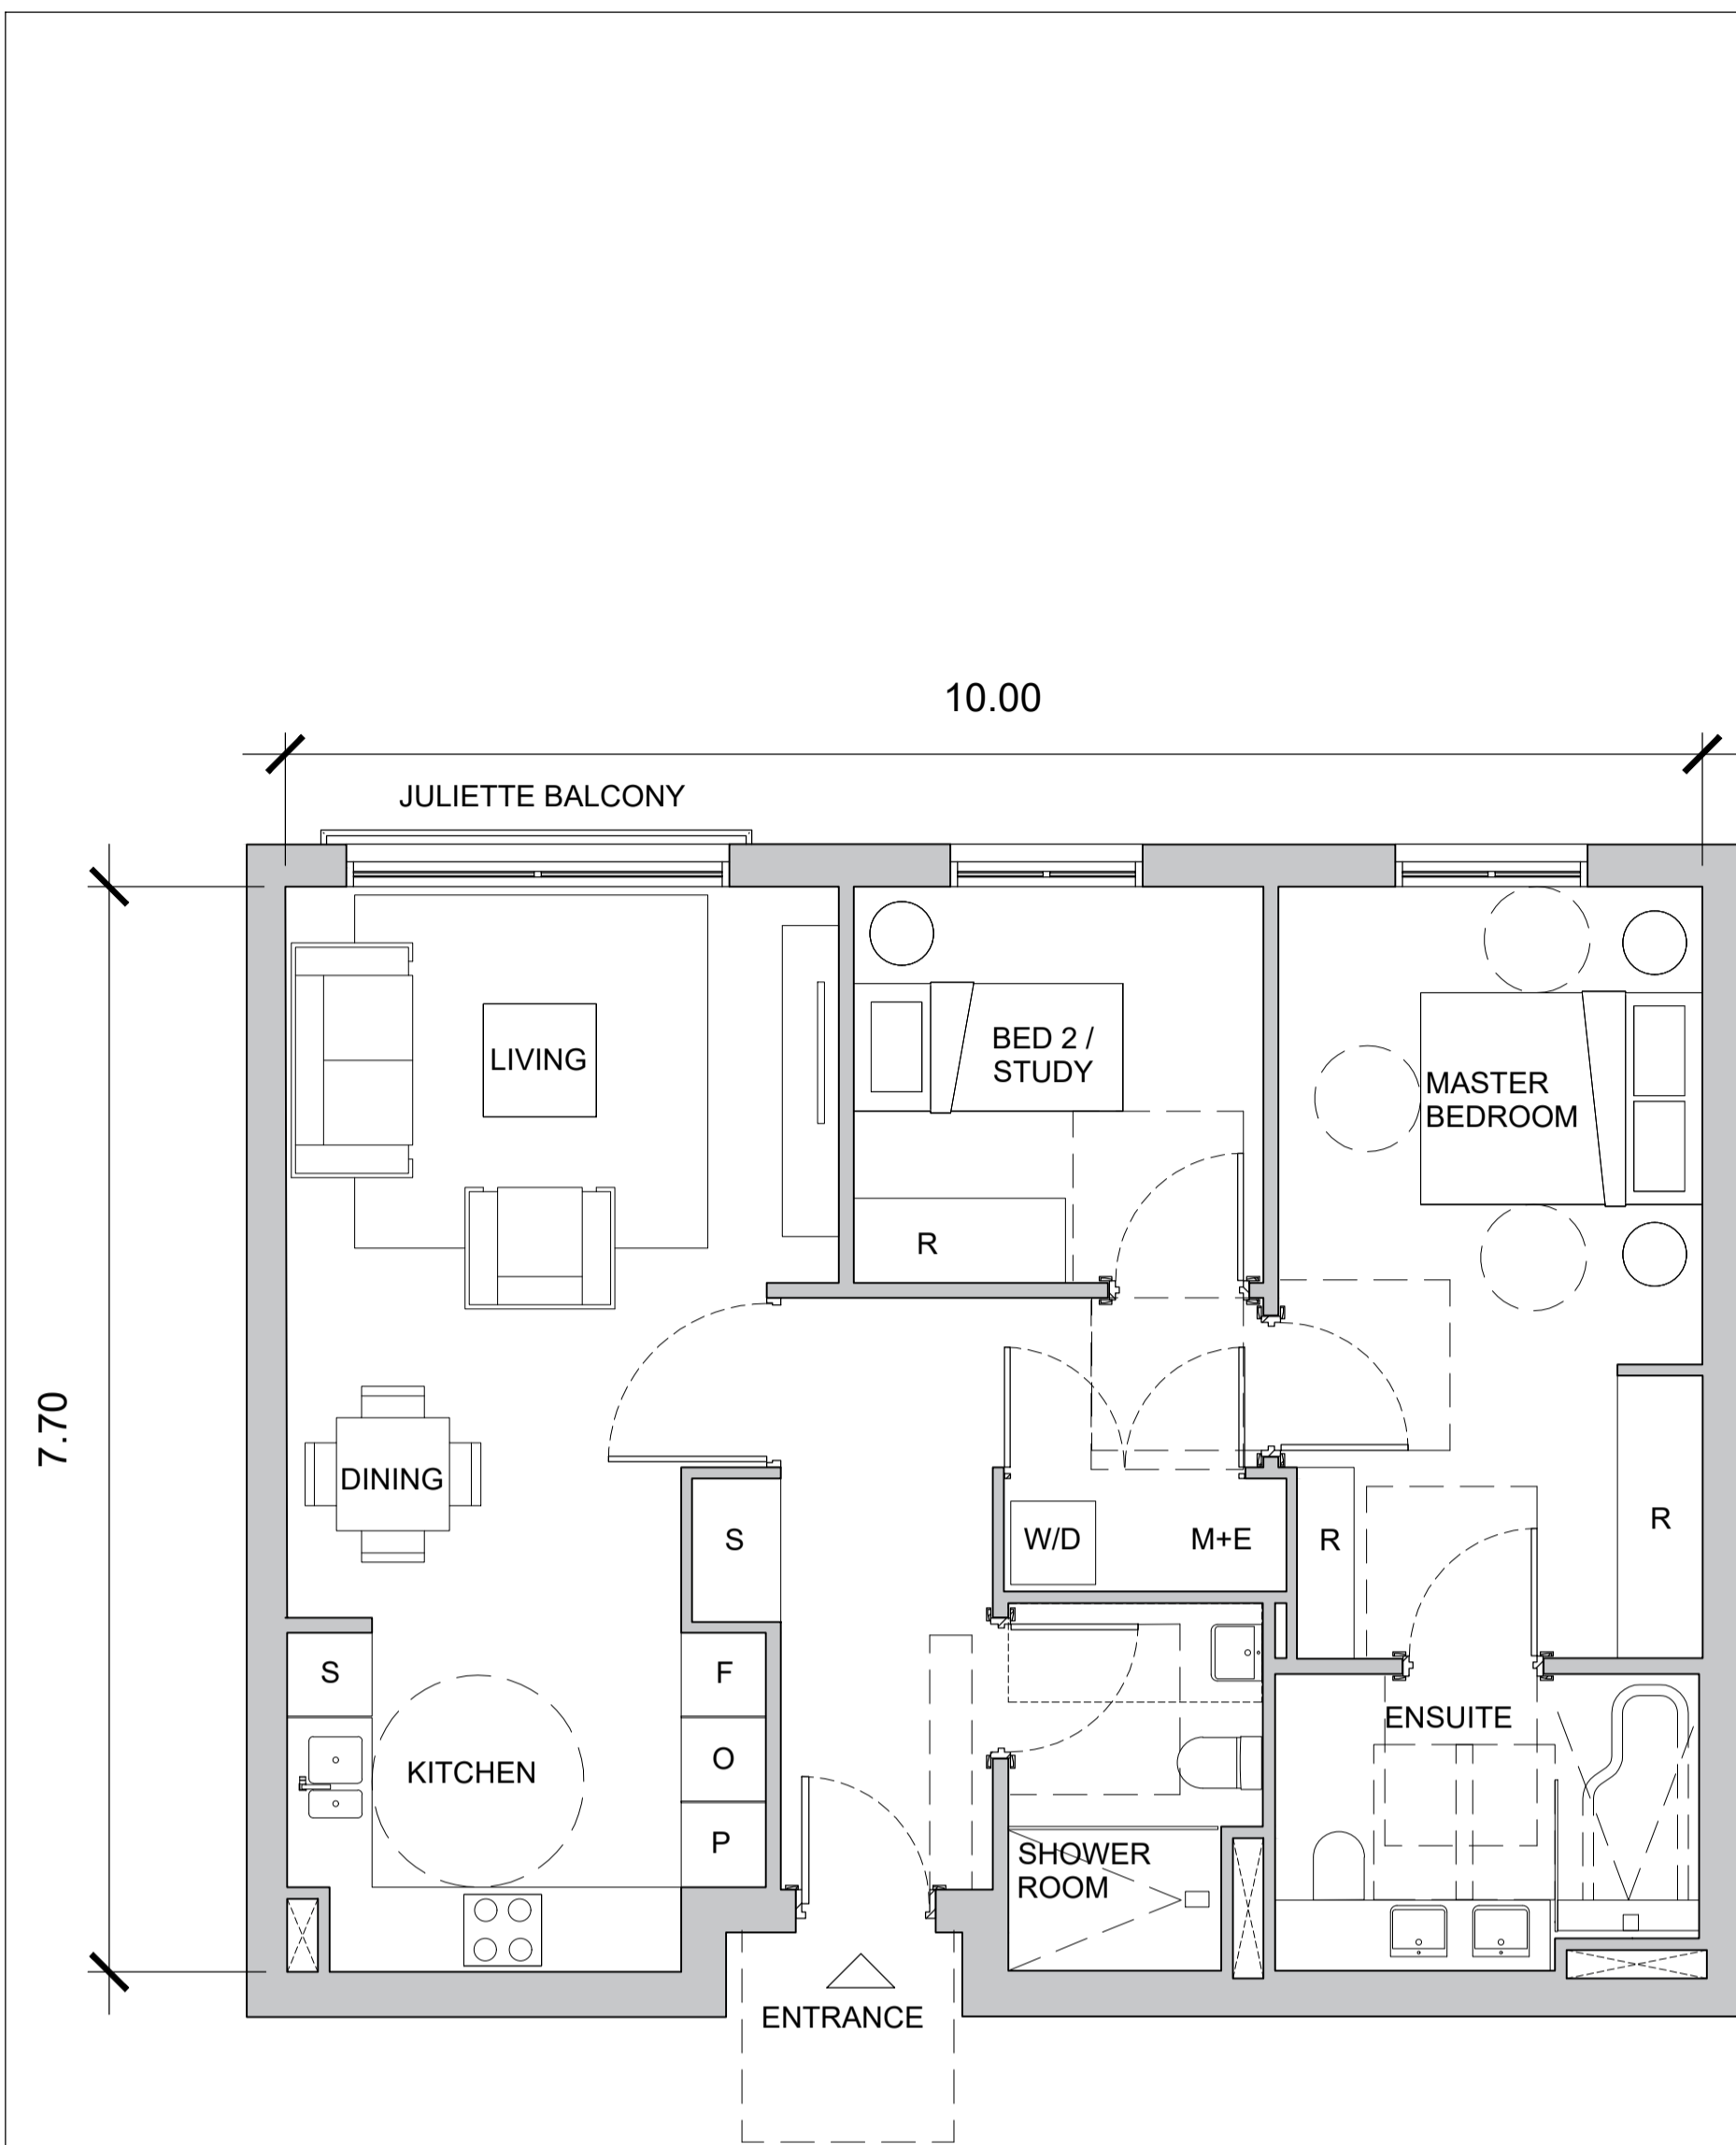 10.00
JULIETTE BALCONY
LIVING
BED 2 /
STUDY
MASTER
BEDROOM
R
7.70
DINING
S
W/D
M+E
R
R
S
F
ENSUITE
KITCHEN
O
P
SHOWER
ROOM
ENTRANCE